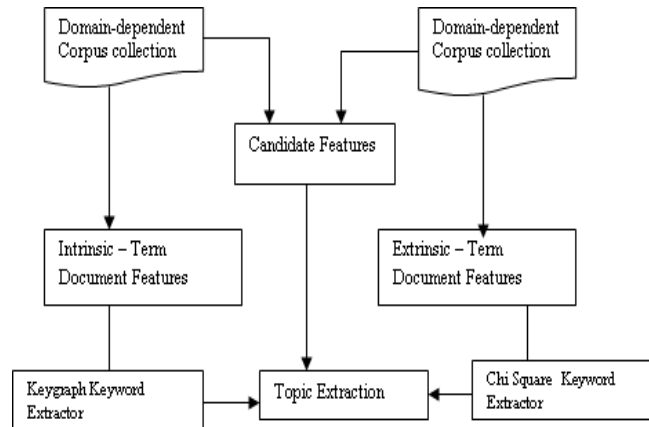 Domain-dependent
Corpus collection
Domain-dependent
Corpus collection
Candidate Features
Intrinsic – Term
Document Features
Extrinsic – Term
Document Features
Keygraph Keyword
Extractor
Topic Extraction
Chi Square Keyword
Extractor